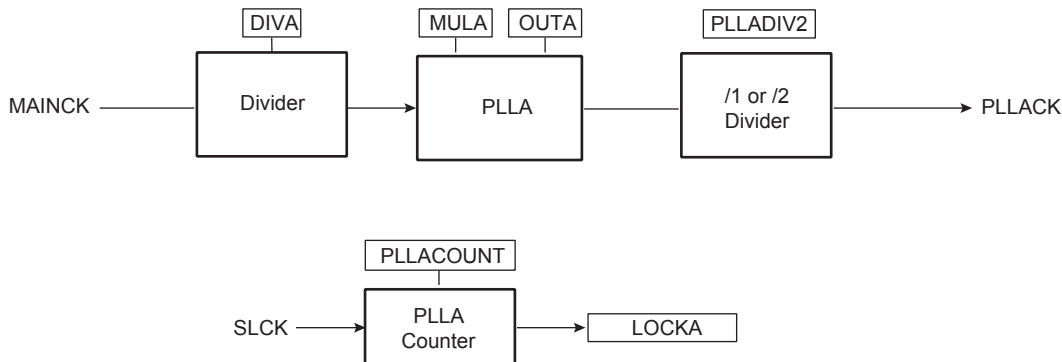 DIVA
MULA
OUTA
PLLADIV2
MAINCK
Divider
PLLA
/1 or /2
Divider
PLLACK
PLLACOUNT
SLCK
PLLA
Counter
LOCKA